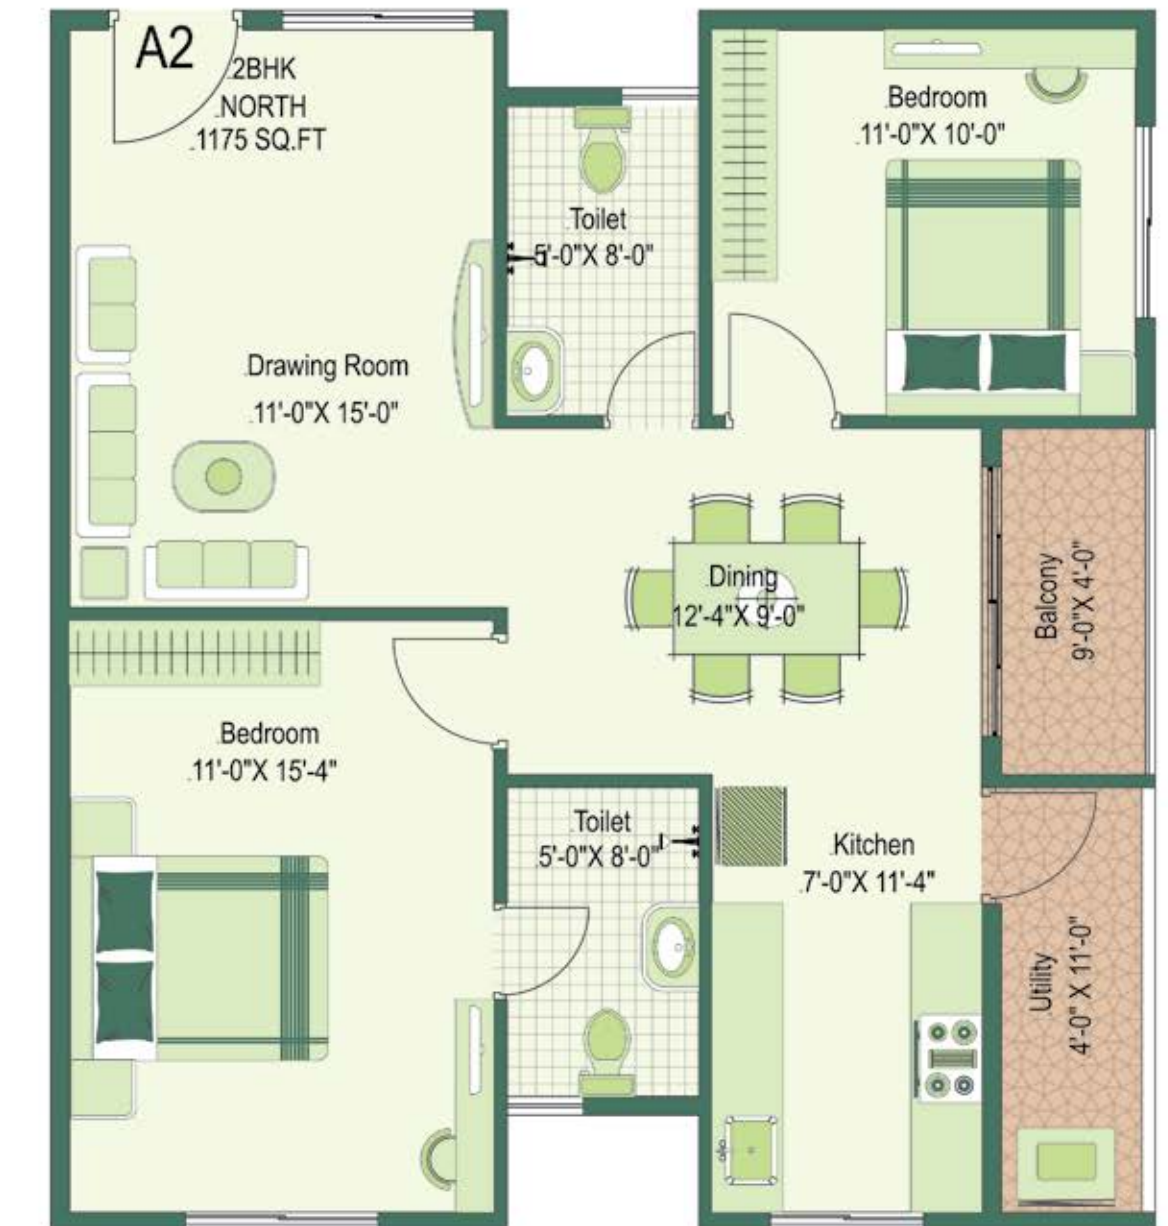 A2
.2BHK
.NORTH
.1175 SQ.FT
.Bedroom
.11'-0"X 10'-0"
.Toilet
5'-0"X 8'-0"
.Drawing Room
.11'-0"X 15'-0"
.Dining
12'-4"X 9'-0"
Balcony
9'-0"X 4'-0"
.Bedroom
.11'-0"X 15'-4"
.Toilet
.5'-0"X 8'-0"
.Kitchen
.7'-0"X 11'-4"
.Utility
4'-0" X 11'-0"